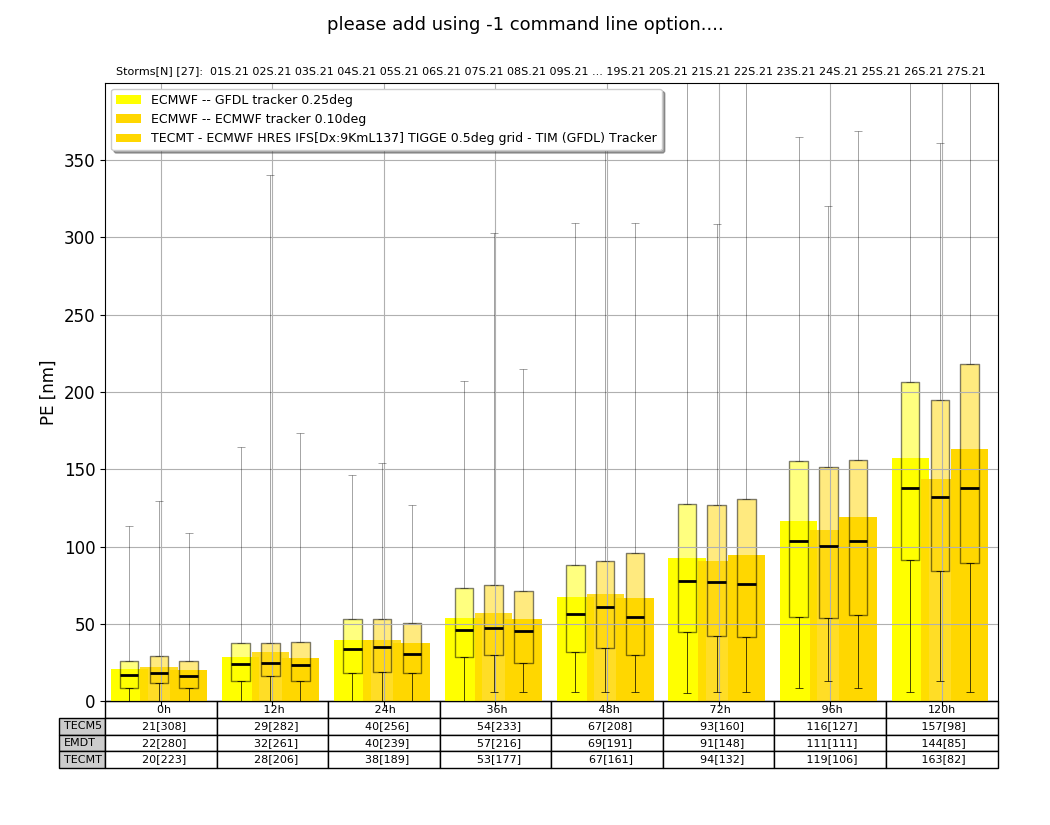 please add using -1 command line option....
Storms[N] [27]: 01S.21 02S.21 03S.21 04S.21 05S.21 06S.21 07S.21 08S.21 09S.21 ... 19S.21 20S.21 21S.21 22S.21 23S.21 24S.21 25S.21 26S.21 27S.21
ECMWF -- GFDL tracker 0.25deg
ECMWF -- ECMWF tracker 0.10deg
TECMT - ECMWF HRES IFS[Dx:9KmL137] TIGGE 0.5deg grid - TIM (GFDL) Tracker
350
300
250
200
150
100
50
0
PE [nm]
0h 12h 24h 36h 48h 72h 96h 120h
TECM5 21[308] 29[282] 40[256] 54[233] 67[208] 93[160] 116[127] 157[98]
EMDT 22[280] 32[261] 40[239] 57[216] 69[191] 91[148] 111[111] 144[85]
TECMT 20[223] 28[206] 38[189] 53[177] 67[161] 94[132] 119[106] 163[82]